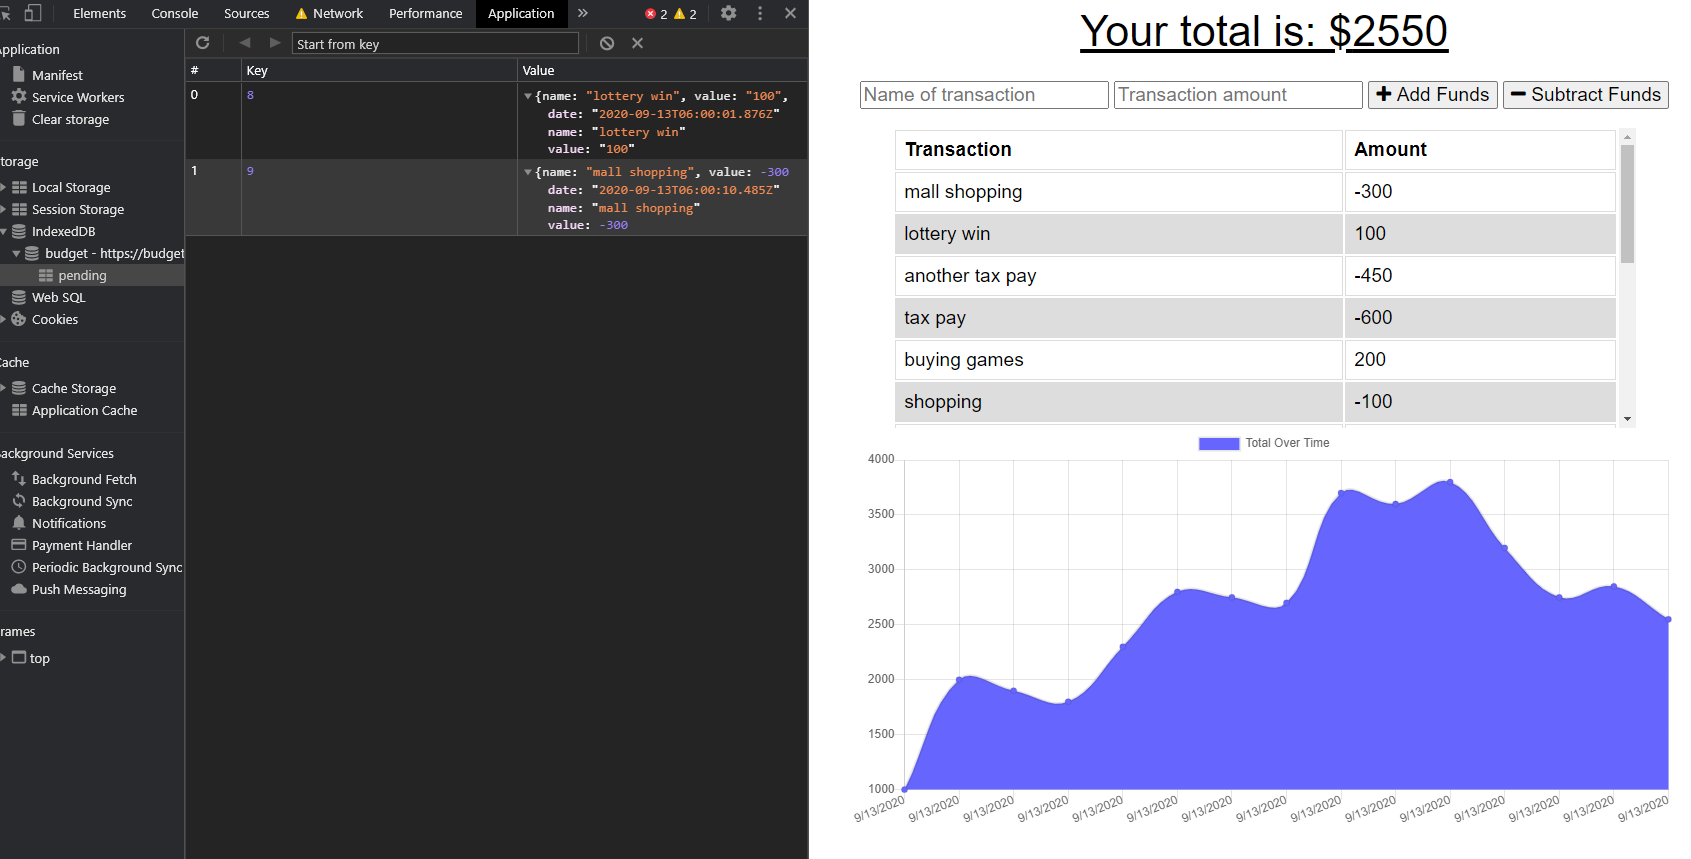 Elements Console Sources Network Performance Application » 2 2
Application
Manifest
Service Workers
Clear storage
Storage
Local Storage
Session Storage
IndexedDB
budget - https://budget
pending
Web SQL
Cookies
Cache
Cache Storage
Application Cache
Background Services
Background Fetch
Background Sync
Notifications
Payment Handler
Periodic Background Sync
Push Messaging
Frames
top
Start from key
# Key Value
0 8 {name: "lottery win", value: "100",
date: "2020-09-13T06:00:01.876Z"
name: "lottery win"
value: "100"
1 9 {name: "mall shopping", value: -300
date: "2020-09-13T06:00:10.485Z"
name: "mall shopping"
value: -300
Your total is: $2550
Name of transaction Transaction amount Add Funds Subtract Funds
Transaction Amount
mall shopping -300
lottery win 100
another tax pay -450
tax pay -600
buying games 200
shopping -100
Total Over Time
4000
3500
3000
2500
2000
1500
1000
9/13/2020 9/13/2020 9/13/2020 9/13/2020 9/13/2020 9/13/2020 9/13/2020 9/13/2020 9/13/2020 9/13/2020 9/13/2020 9/13/2020 9/13/2020 9/13/2020 9/13/2020